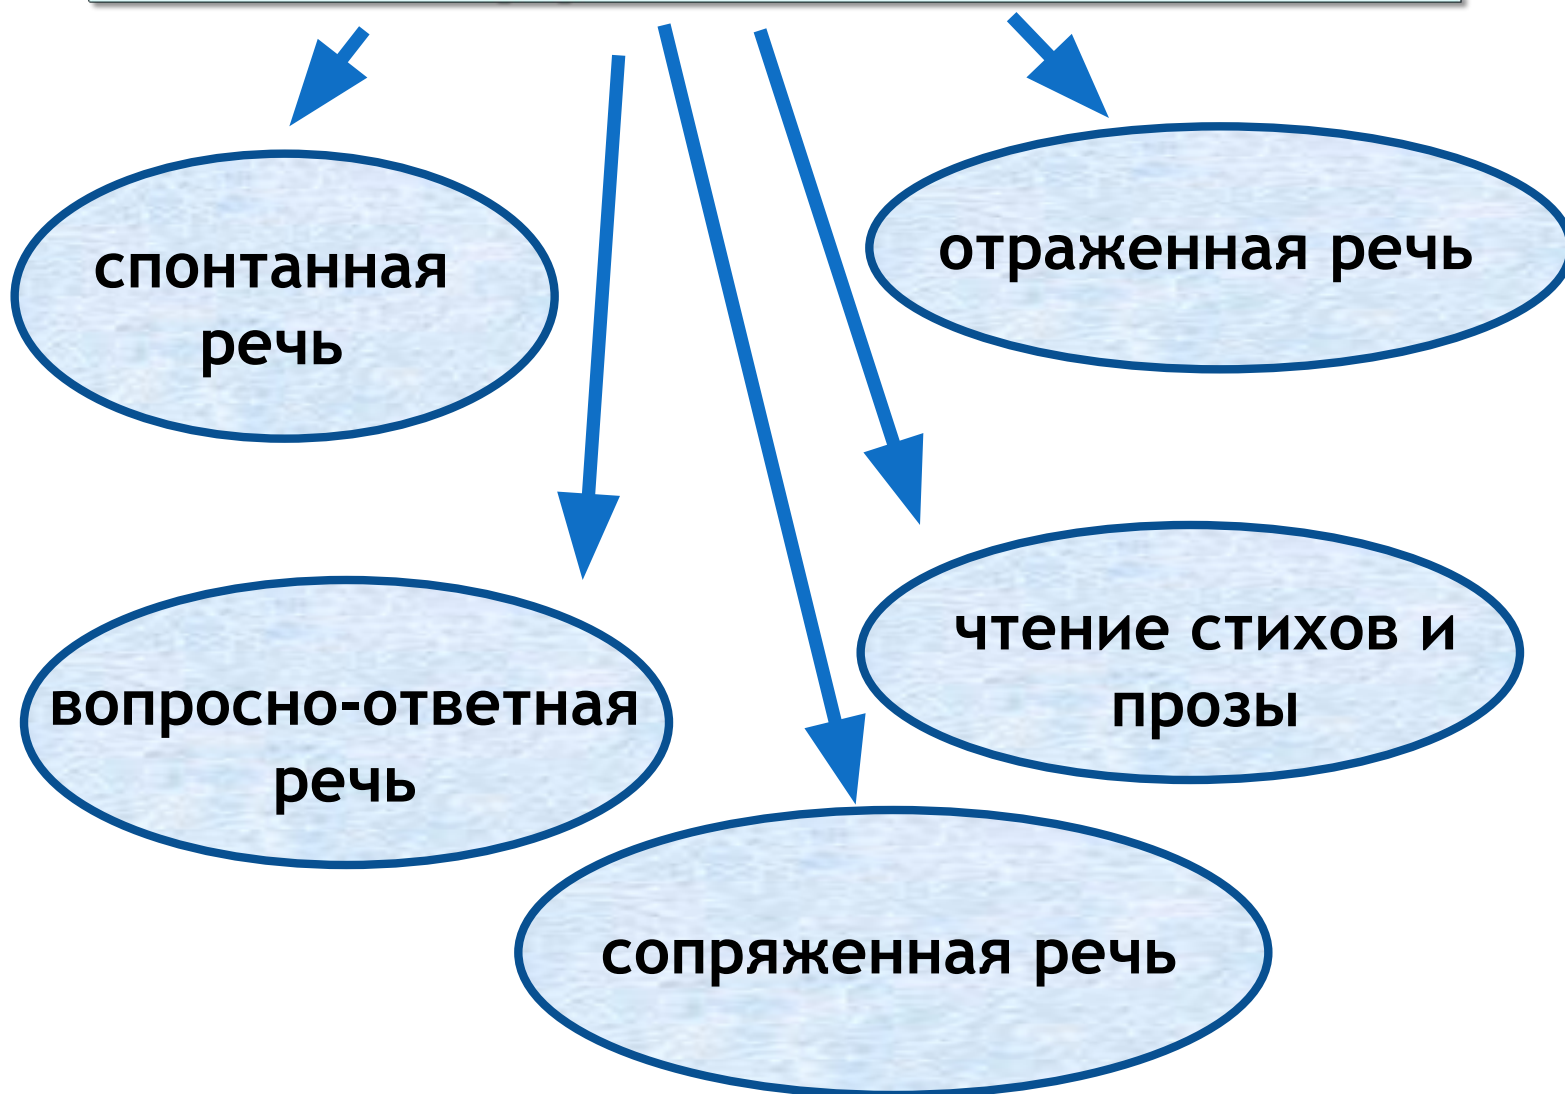 спонтанная
речь
отраженная речь
вопросно-ответная
речь
чтение стихов и
прозы
сопряженная речь